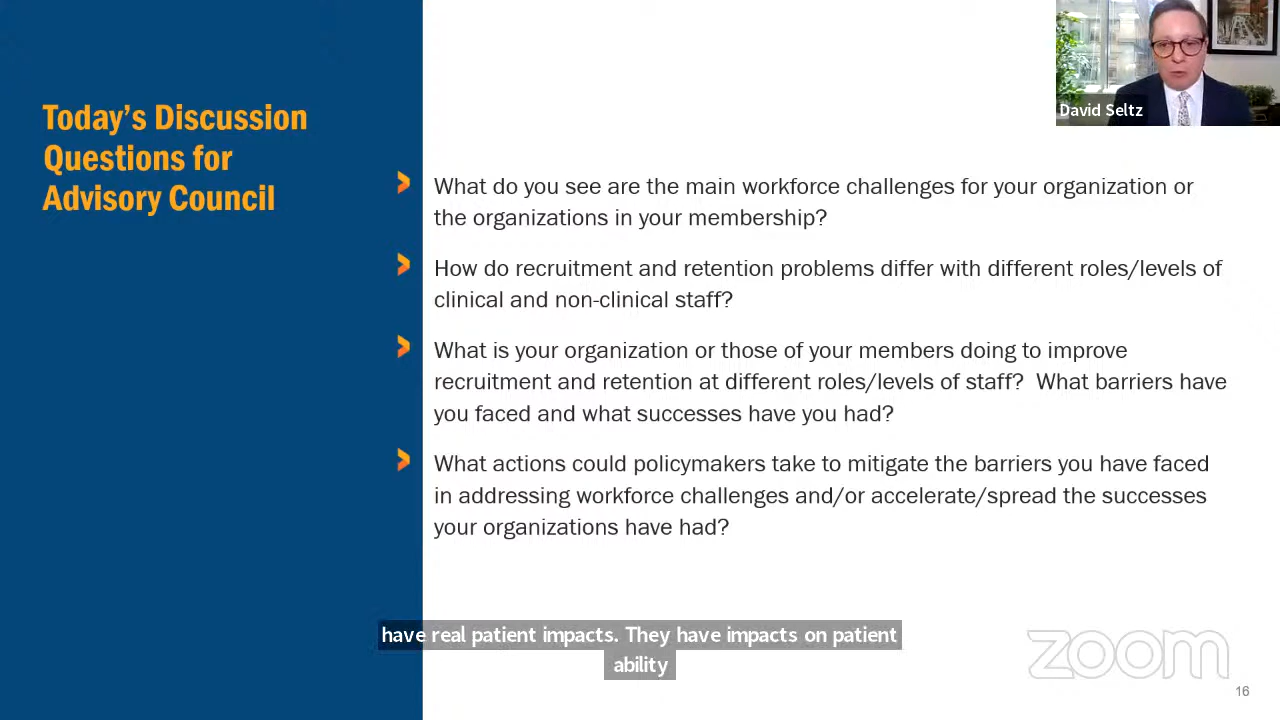 Today's Discussion
Questions for
Advisory Council
David Seltz
What do you see are the main workforce challenges for your organization or
the organizations in your membership?
How do recruitment and retention problems differ with different roles/levels of
clinical and non-clinical staff?
What is your organization or those of your members doing to improve
recruitment and retention at different roles/levels of staff?  What barriers have
you faced and what successes have you had?
What actions could policymakers take to mitigate the barriers you have faced
in addressing workforce challenges and/or accelerate/spread the successes
your organizations have had?
have real patient impacts. They have impacts on patient
ability
zoom
16